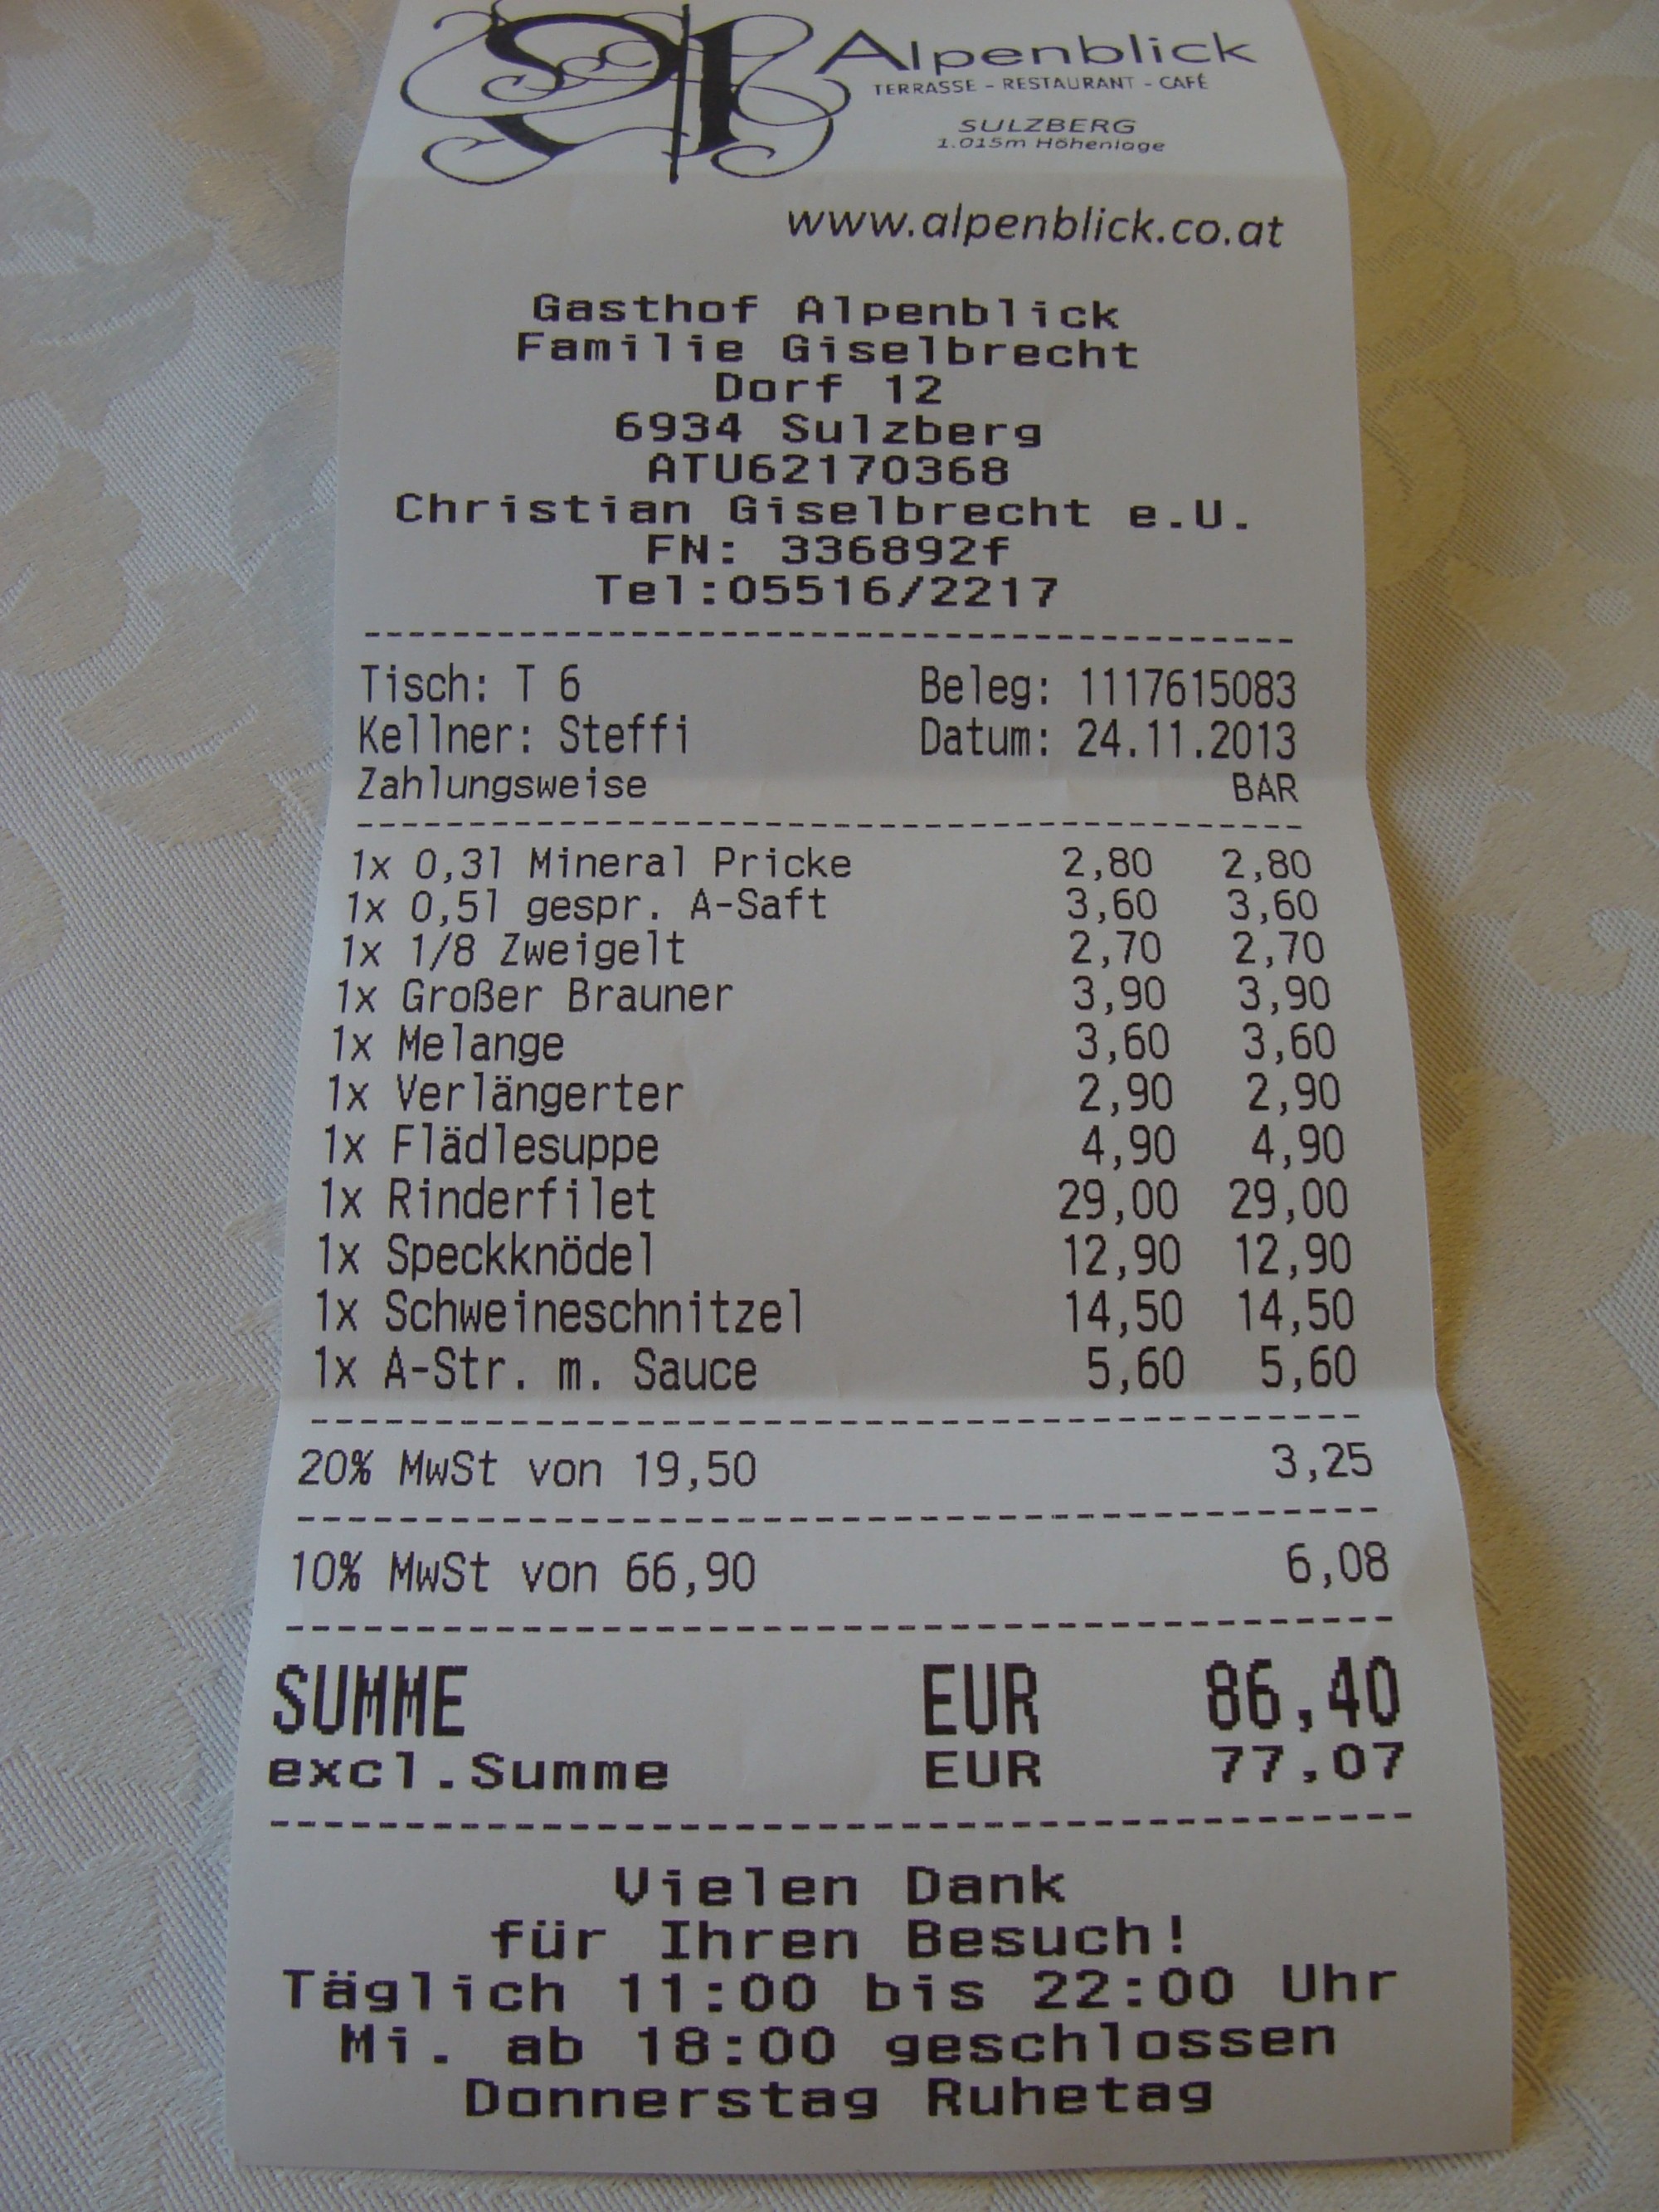 Alpenblick
TERRASSE - RESTAURANT - CAFÉ
SULZBERG
1.015m Höhenlage
www.alpenblick.co.at
Gasthof Alpenblick
Familie Giselbrecht
Dorf 12
6934 Sulzberg
ATU62170368
Christian Giselbrecht e.U.
FN: 336892f
Tel:05516/2217
Tisch: T 6 Beleg: 1117615083
Kellner: Steffi Datum: 24.11.2013
Zahlungsweise BAR
1x 0,3l Mineral Pricke 2,80 2,80
1x 0,5l gespr. A-Saft 3,60 3,60
1x 1/8 Zweigelt 2,70 2,70
1x Großer Brauner 3,90 3,90
1x Melange 3,60 3,60
1x Verlängerter 2,90 2,90
1x Flädlesuppe 4,90 4,90
1x Rinderfilet 29,00 29,00
1x Speckknödel 12,90 12,90
1x Schweineschnitzel 14,50 14,50
1x A-Str. m. Sauce 5,60 5,60
20% MwSt von 19,50 3,25
10% MwSt von 66,90 6,08
SUMME EUR 86,40
excl.Summe EUR 77,07
Vielen Dank
für Ihren Besuch!
Täglich 11:00 bis 22:00 Uhr
Mi. ab 18:00 geschlossen
Donnerstag Ruhetag